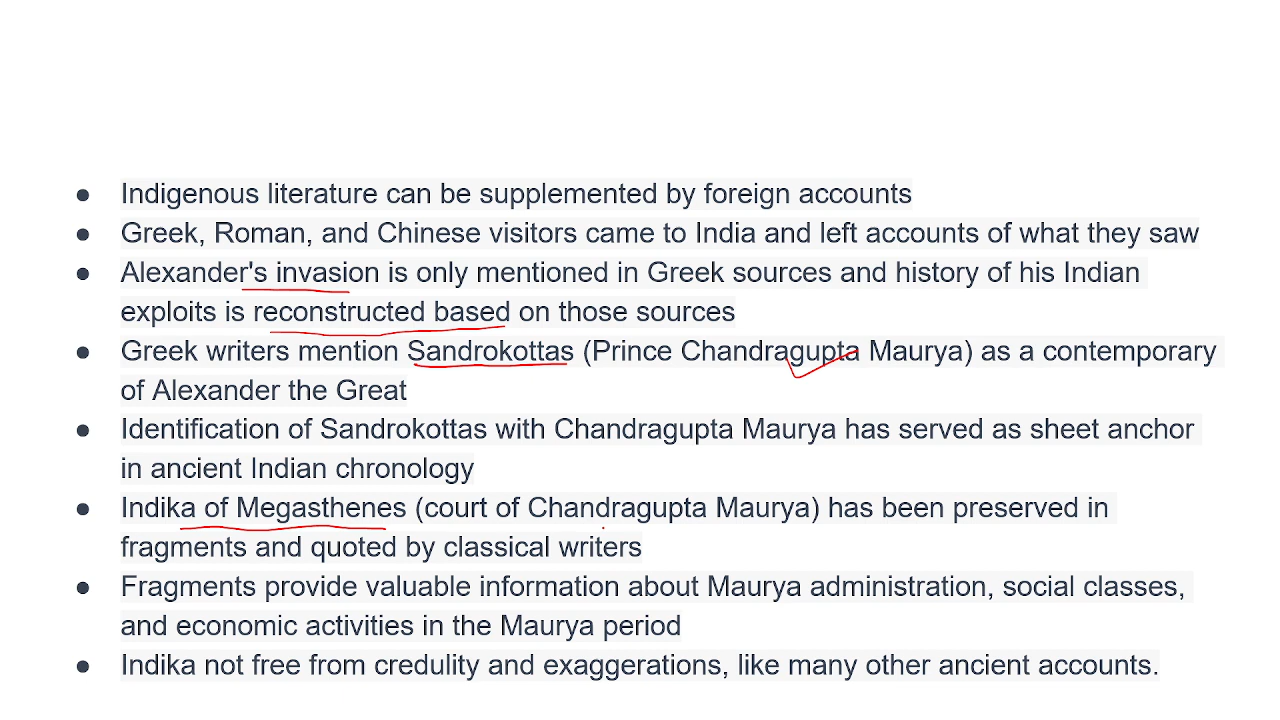 ● Indigenous literature can be supplemented by foreign accounts
● Greek, Roman, and Chinese visitors came to India and left accounts of what they saw
● Alexander's invasion is only mentioned in Greek sources and history of his Indian
exploits is reconstructed based on those sources
● Greek writers mention Sandrokottas (Prince Chandragupta Maurya) as a contemporary
of Alexander the Great
● Identification of Sandrokottas with Chandragupta Maurya has served as sheet anchor
in ancient Indian chronology
● Indika of Megasthenes (court of Chandragupta Maurya) has been preserved in
fragments and quoted by classical writers
● Fragments provide valuable information about Maurya administration, social classes,
and economic activities in the Maurya period
● Indika not free from credulity and exaggerations, like many other ancient accounts.